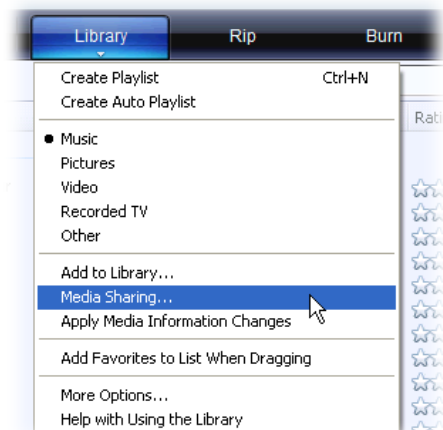 Library Rip Burn
Create Playlist Ctrl+N
Create Auto Playlist
Rati
Music
Pictures
Video
Recorded TV
Other
Add to Library...
Media Sharing...
Apply Media Information Changes
Add Favorites to List When Dragging
More Options...
Help with Using the Library